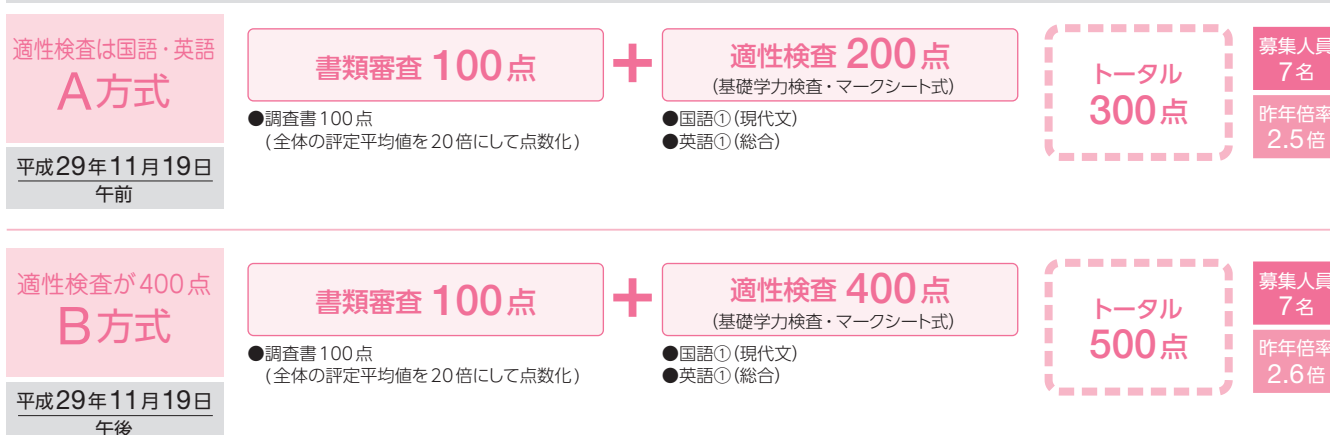 適性検査は国語・英語
A方式
平成29年11月19日
午前
書類審査 100点
●調査書100点
(全体の評定平均値を20倍にして点数化)
+
適性検査 200点
(基礎学力検査・マークシート式)
●国語①(現代文)
●英語①(総合)
トータル
300点
募集人員
7名
昨年倍率
2.5倍
適性検査が400点
B方式
平成29年11月19日
午後
書類審査 100点
●調査書100点
(全体の評定平均値を20倍にして点数化)
+
適性検査 400点
(基礎学力検査・マークシート式)
●国語①(現代文)
●英語①(総合)
トータル
500点
募集人員
7名
昨年倍率
2.6倍